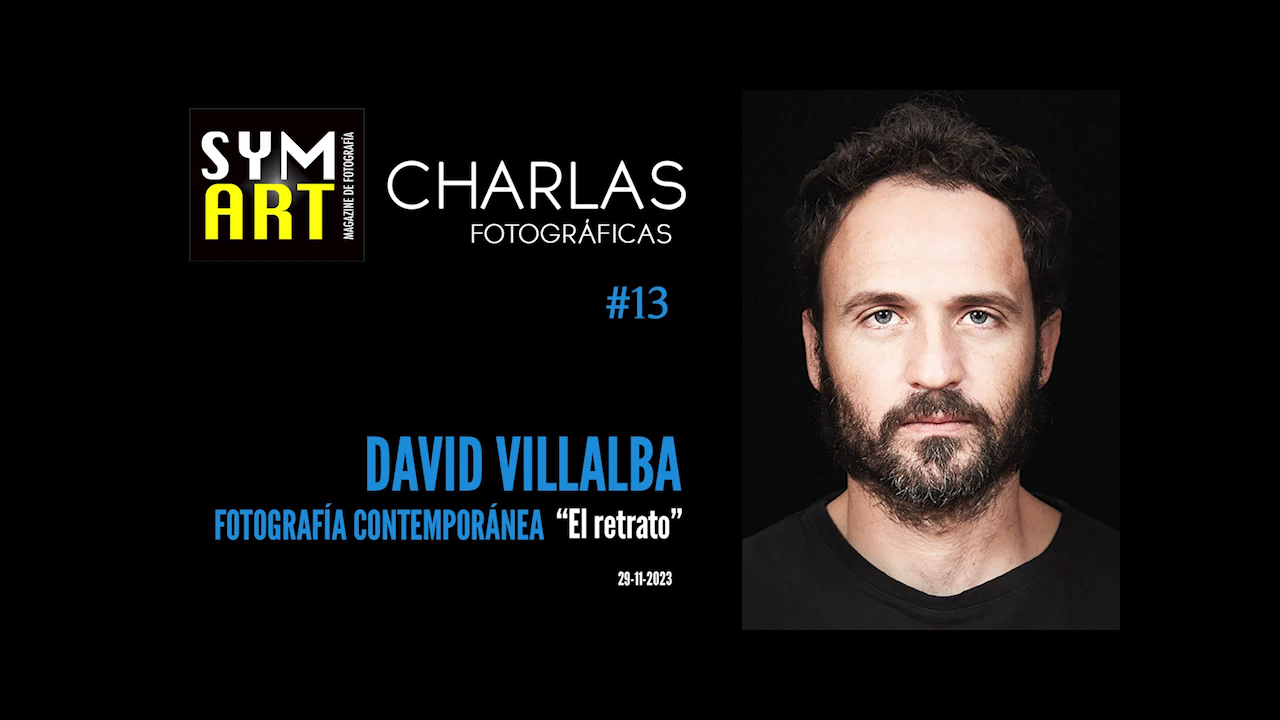 SYM
ART
MAGAZINE DE FOTOGRAFÍA
CHARLAS
FOTOGRÁFICAS
#13
DAVID VILLALBA
FOTOGRAFÍA CONTEMPORÁNEA “El retrato”
29-11-2023